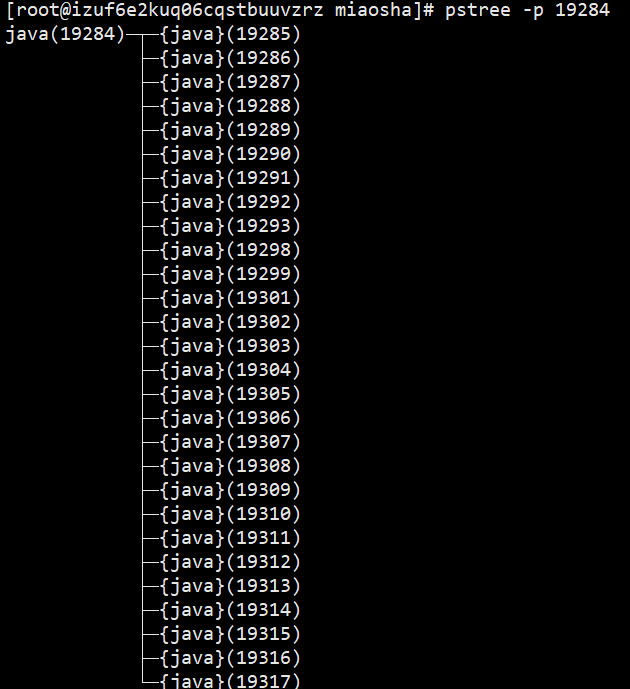 [root@izuf6e2kuq06cqstbuuvzrz miaosha]# pstree -p 19284
java(19284)─┬─{java}(19285)
├─{java}(19286)
├─{java}(19287)
├─{java}(19288)
├─{java}(19289)
├─{java}(19290)
├─{java}(19291)
├─{java}(19292)
├─{java}(19293)
├─{java}(19298)
├─{java}(19299)
├─{java}(19301)
├─{java}(19302)
├─{java}(19303)
├─{java}(19304)
├─{java}(19305)
├─{java}(19306)
├─{java}(19307)
├─{java}(19308)
├─{java}(19309)
├─{java}(19310)
├─{java}(19311)
├─{java}(19312)
├─{java}(19313)
├─{java}(19314)
├─{java}(19315)
├─{java}(19316)
└─{java}(19317)